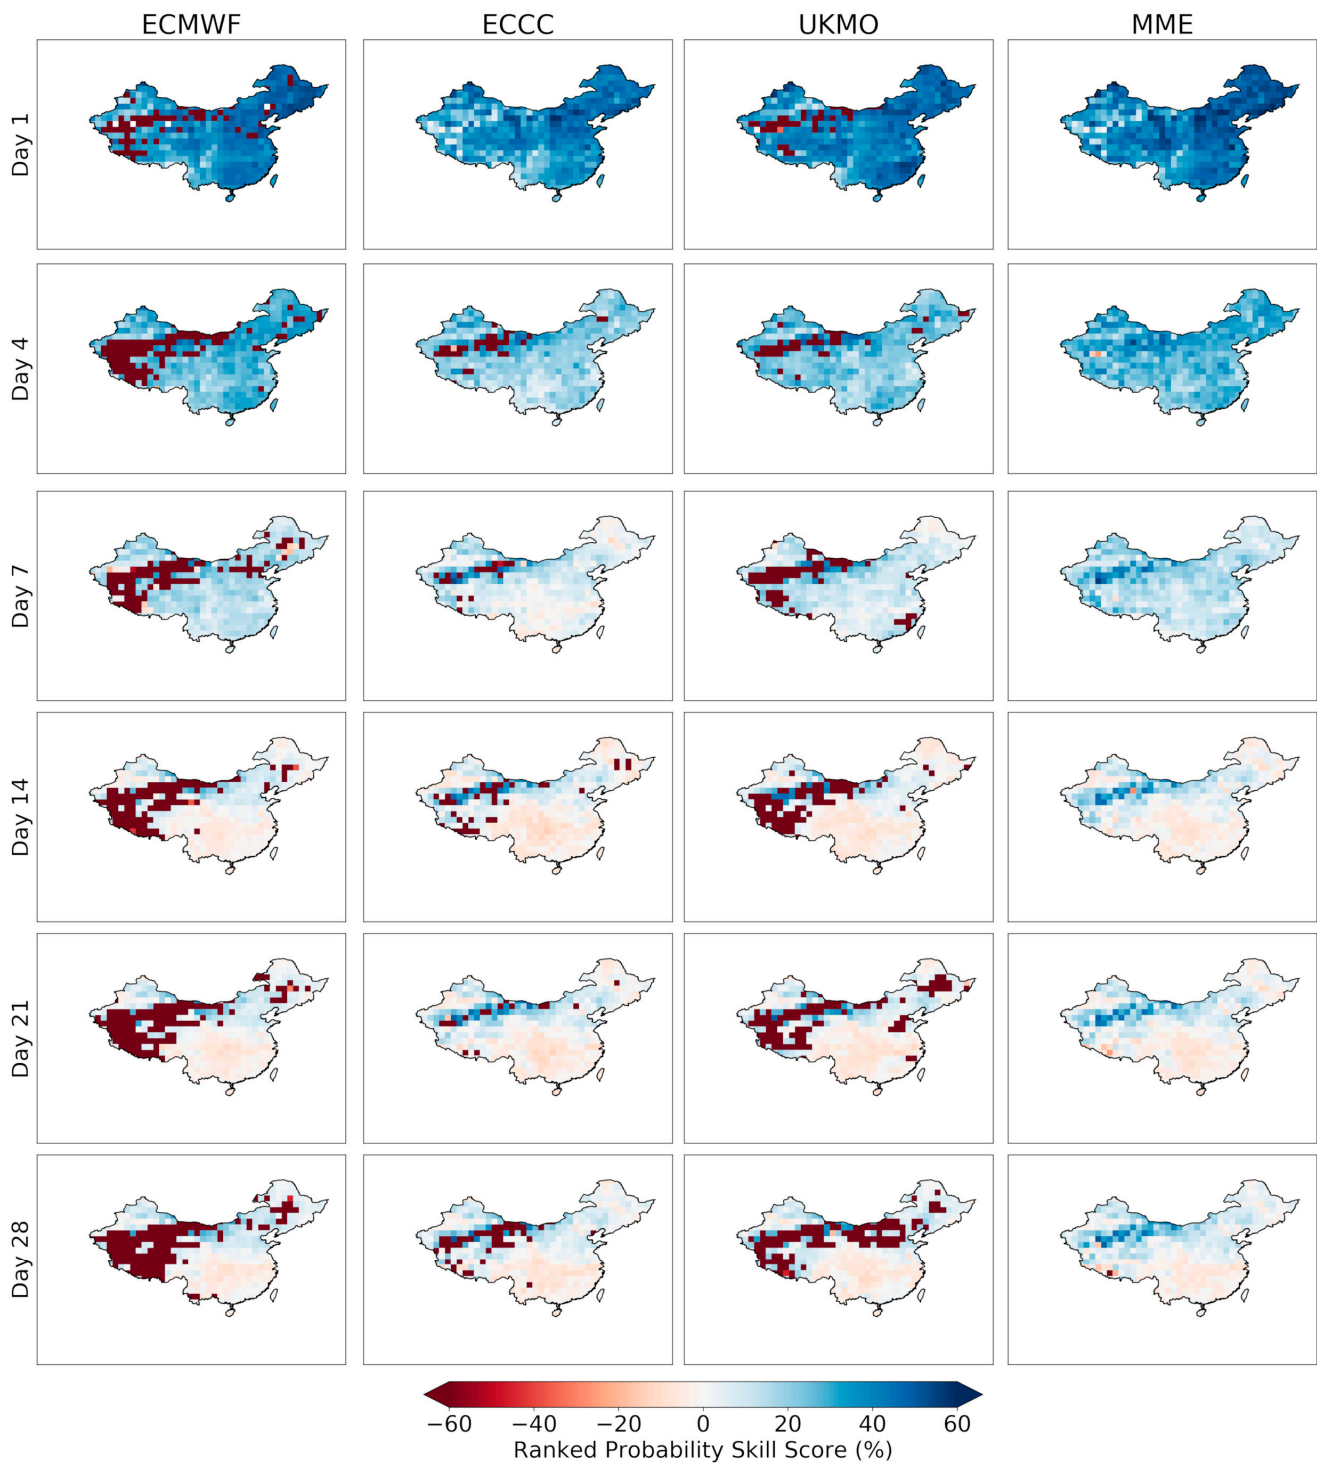 ECMWF ECCC UKMO MME
Day 1
Day 4
Day 7
Day 14
Day 21
Day 28
−60 −40 −20 0 20 40 60
Ranked Probability Skill Score (%)